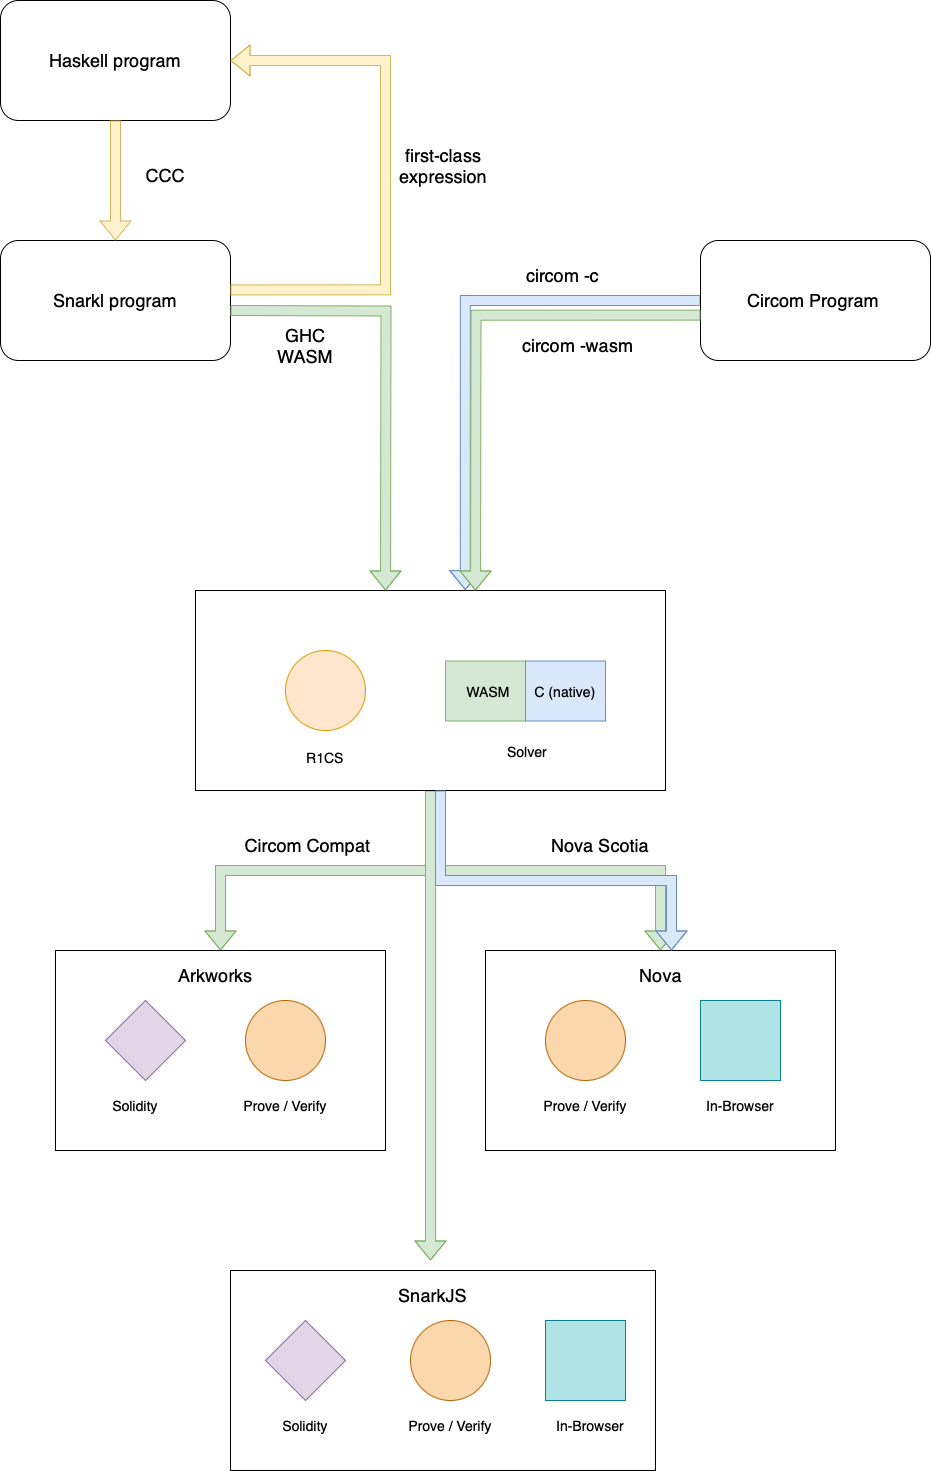 Haskell program
first-class
expression
CCC
Snarkl program
circom -c
Circom Program
GHC
WASM
circom -wasm
WASM
C (native)
R1CS
Solver
Circom Compat
Nova Scotia
Arkworks
Solidity
Prove / Verify
Nova
Prove / Verify
In-Browser
SnarkJS
Solidity
Prove / Verify
In-Browser